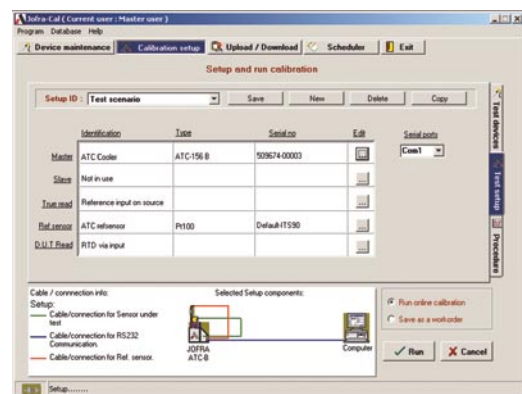 Jofra-Cal ( Current user : Master user )
Program Database Help
Device maintenance Calibration setup Upload / Download Scheduler Exit
Setup and run calibration
Setup ID : Test scenario Save New Delete Copy
Identification Type Serial no Edit Serial ports
Master ATC Cooler ATC-156 B 509674-00003 Com1
Slave Not in use ...
True read Reference input on source ...
Ref.sensor ATC refsensor Pt100 Default-ITS90 ...
D.U.T Read RTD via input ...
Test devices
Test setup
Procedure
Cable / connnection info: Selected Setup components:
Setup:
Cable/connection for Sensor under
test.
Cable/connection for RS232
Communication.
Cable/connection for Ref. sensor.
JOFRA
ATC-B
Computer
Run online calibration
Save as a workorder
Run Cancel
Setup........